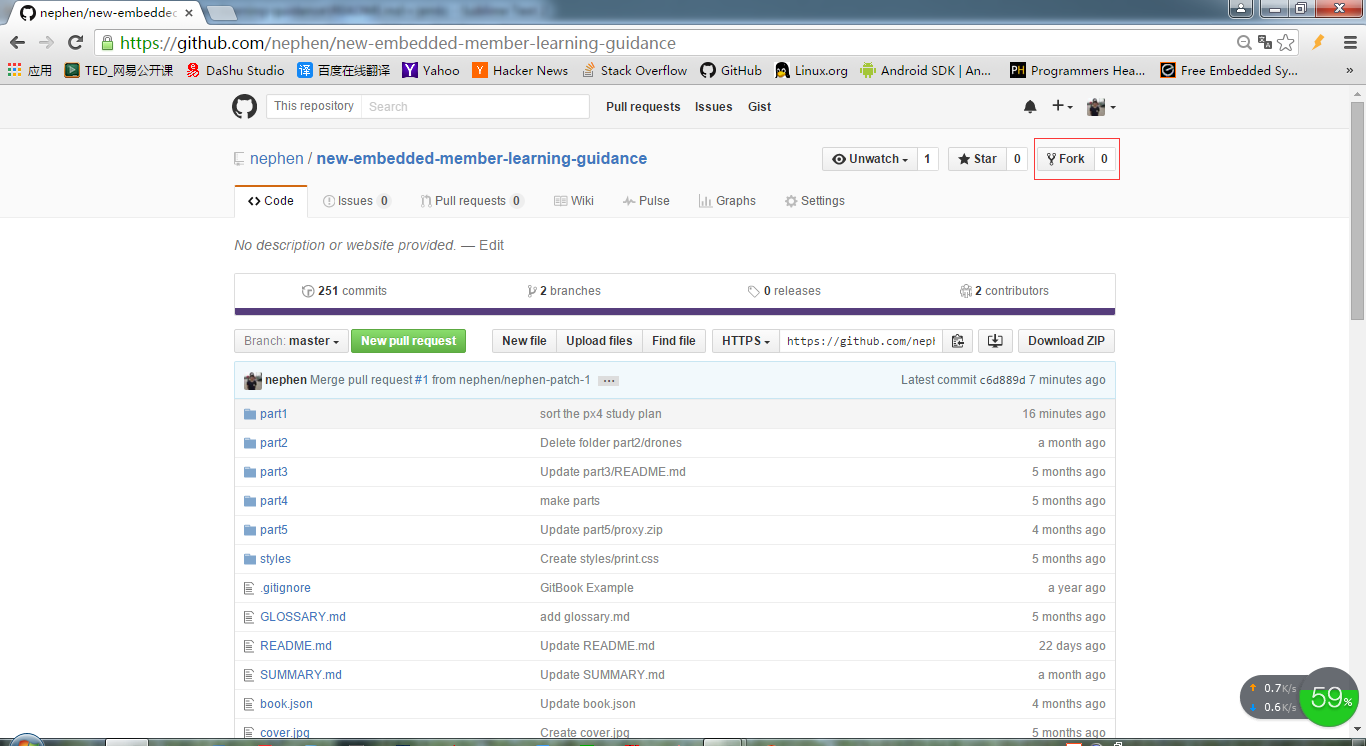 nephen/new-embedded
https://github.com/nephen/new-embedded-member-learning-guidance
应用 TED_网易公开课 DaShu Studio 百度在线翻译 Yahoo Hacker News Stack Overflow GitHub Linux.org Android SDK | An... Programmers Hea... Free Embedded Sy... »
This repository Search Pull requests Issues Gist
nephen / new-embedded-member-learning-guidance Unwatch 1 Star 0 Fork 0
Code Issues 0 Pull requests 0 Wiki Pulse Graphs Settings
No description or website provided. — Edit
251 commits 2 branches 0 releases 2 contributors
Branch: master New pull request New file Upload files Find file HTTPS https://github.com/neph Download ZIP
nephen Merge pull request #1 from nephen/nephen-patch-1 ... Latest commit c6d889d 7 minutes ago
part1 sort the px4 study plan 16 minutes ago
part2 Delete folder part2/drones a month ago
part3 Update part3/README.md 5 months ago
part4 make parts 5 months ago
part5 Update part5/proxy.zip 4 months ago
styles Create styles/print.css 5 months ago
.gitignore GitBook Example a year ago
GLOSSARY.md add glossary.md 5 months ago
README.md Update README.md 22 days ago
SUMMARY.md Update SUMMARY.md a month ago
book.json Update book.json 4 months ago
cover.jpg Create cover.jpg 5 months ago
0.7K/s
0.6K/s
59%